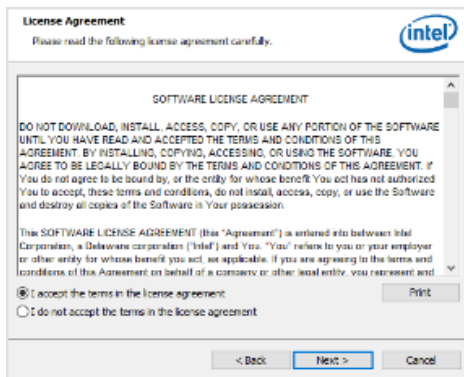 License Agreement
Please read the following license agreement carefully.
intel
SOFTWARE LICENSE AGREEMENT
DO NOT DOWNLOAD, INSTALL, ACCESS, COPY, OR USE ANY PORTION OF THE SOFTWARE
UNTIL YOU HAVE READ AND ACCEPTED THE TERMS AND CONDITIONS OF THIS
AGREEMENT. BY INSTALLING, COPYING, ACCESSING, OR USING THE SOFTWARE, YOU
AGREE TO BE LEGALLY BOUND BY THE TERMS AND CONDITIONS OF THIS AGREEMENT. If
You do not agree to be bound by, or the entity for whose benefit You act has not authorized
You to accept, these terms and conditions, do not install, access, copy, or use the Software
and destroy all copies of the Software in Your possession.
This SOFTWARE LICENSE AGREEMENT (this "Agreement") is entered into between Intel
Corporation, a Delaware corporation ("Intel") and You. "You" refers to you or your employer
or other entity for whose benefit you act, as applicable. If you are agreeing to the terms and
conditions of this Agreement on behalf of a company or other legal entity, you represent and
I accept the terms in the license agreement
Print
I do not accept the terms in the license agreement
< Back
Next >
Cancel